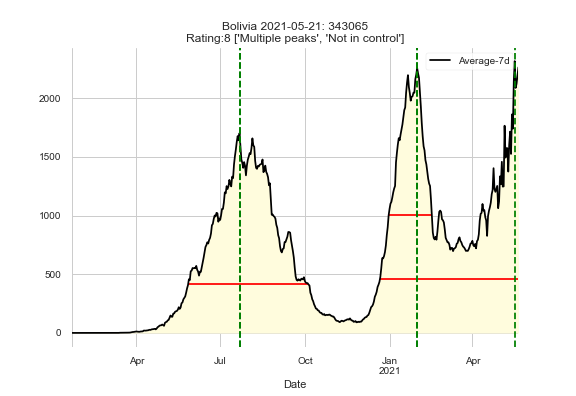 Bolivia 2021-05-21: 343065
Rating:8 ['Multiple peaks', 'Not in control']
Average-7d
2000
1500
1000
500
0
Apr Jul Oct Jan Apr
2021
Date